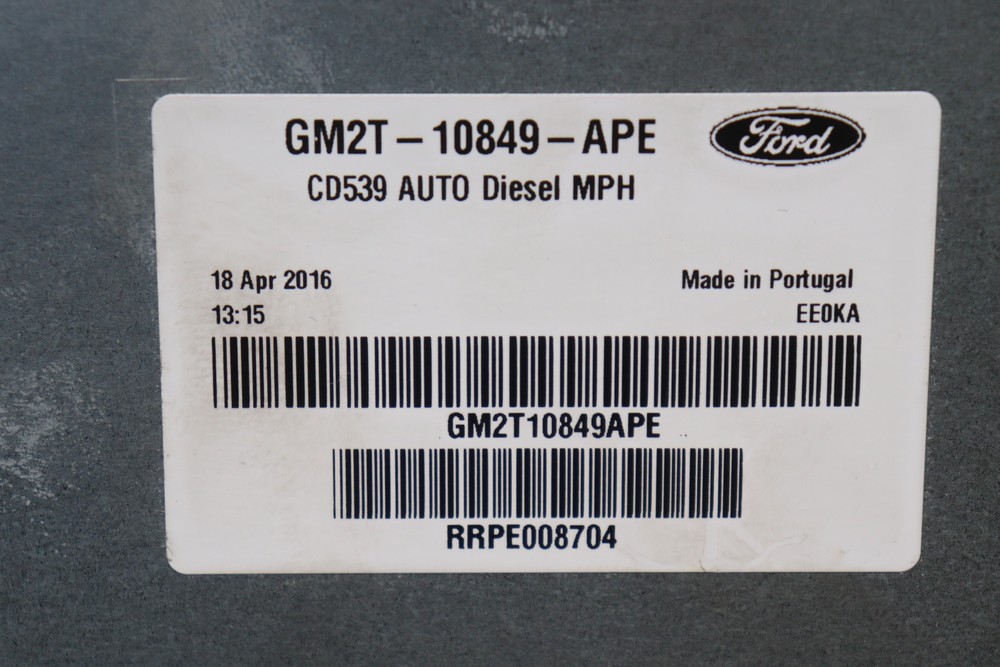 GM2T-10849-APE
Ford
CD539 AUTO Diesel MPH
18 Apr 2016
Made in Portugal
13:15
EE0KA
GM2T10849APE
RRPE008704